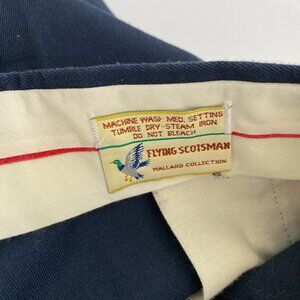 MACHINE WASH MED. SETTING
TUMBLE DRY-STEAM IRON
DO NOT BLEACH
FLYING SCOTSMAN
MALLARD COLLECTION